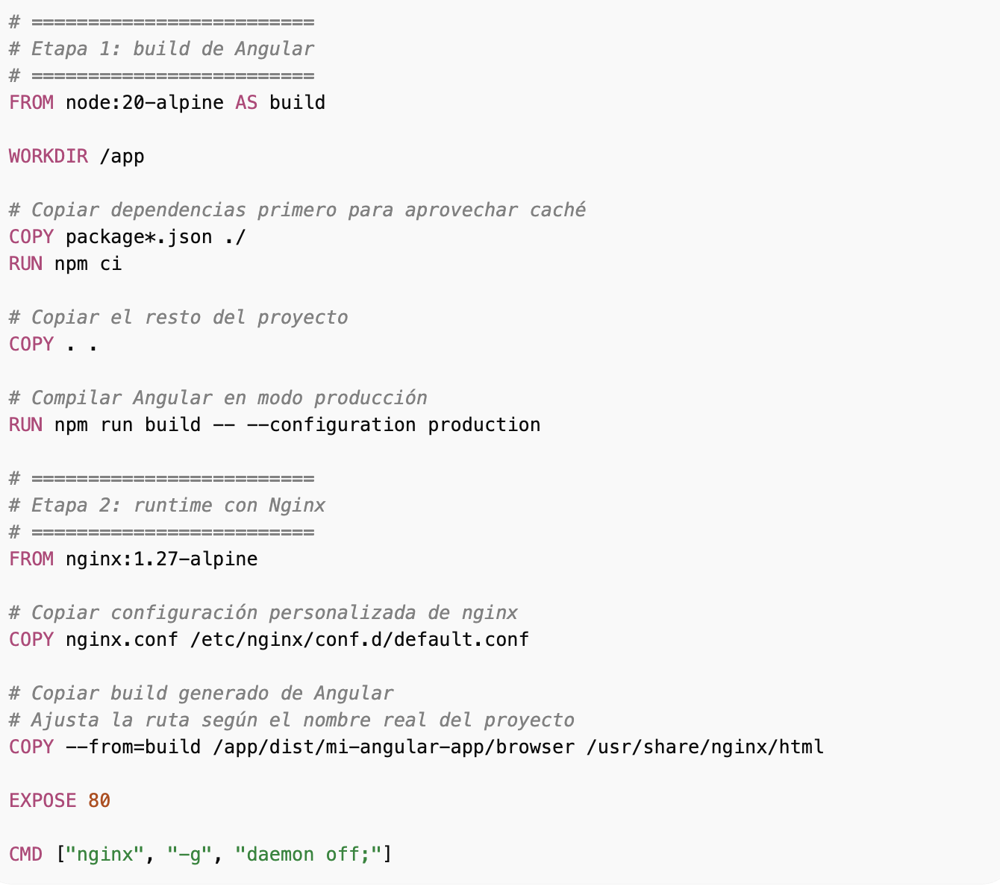 # =========================
# Etapa 1: build de Angular
# =========================
FROM node:20-alpine AS build
WORKDIR /app
# Copiar dependencias primero para aprovechar caché
COPY package*.json ./
RUN npm ci
# Copiar el resto del proyecto
COPY . .
# Compilar Angular en modo producción
RUN npm run build -- --configuration production
# =========================
# Etapa 2: runtime con Nginx
# =========================
FROM nginx:1.27-alpine
# Copiar configuración personalizada de nginx
COPY nginx.conf /etc/nginx/conf.d/default.conf
# Copiar build generado de Angular
# Ajusta la ruta según el nombre real del proyecto
COPY --from=build /app/dist/mi-angular-app/browser /usr/share/nginx/html
EXPOSE 80
CMD ["nginx", "-g", "daemon off;"]